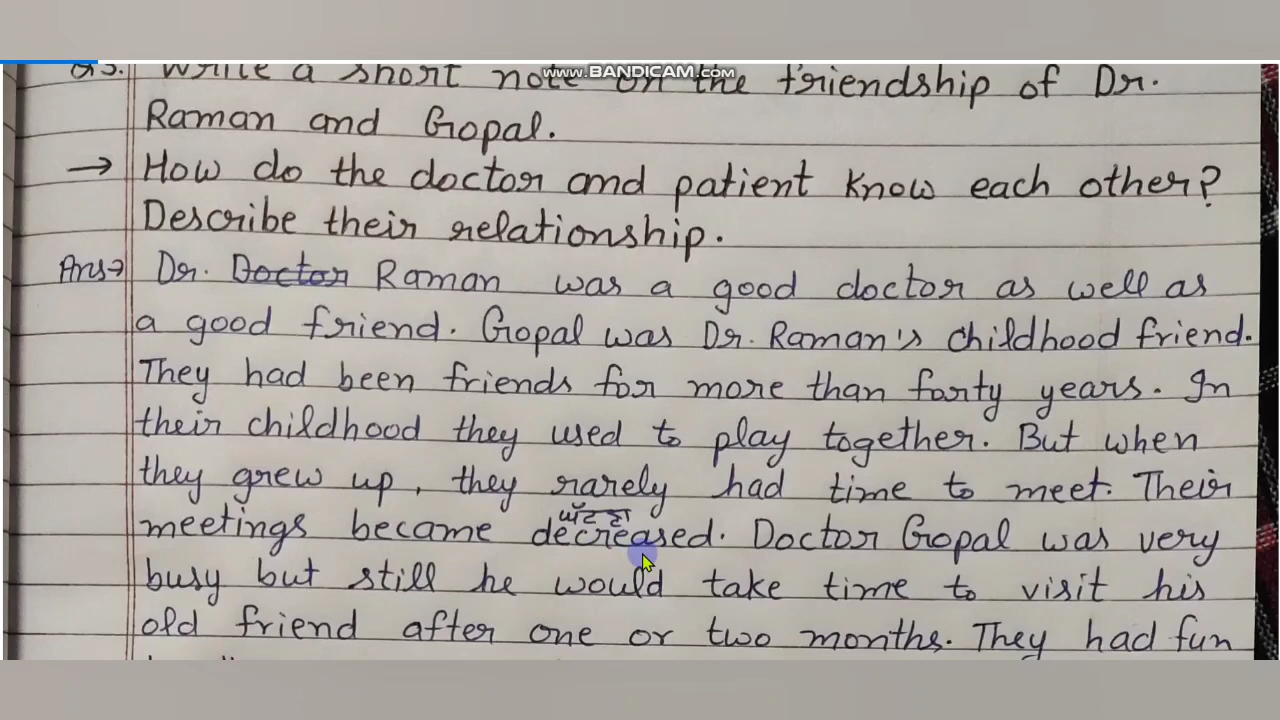 www.BANDICAM.com
Q3. Write a short note on the friendship of Dr.
Raman and Gopal.
→ How do the doctor and patient know each other?
Describe their relationship.
Ans→ Dr. Doctor Raman was a good doctor as well as
a good friend. Gopal was Dr. Raman's childhood friend.
They had been friends for more than forty years. In
their childhood they used to play together. But when
they grew up, they rarely had time to meet. Their
meetings became decreased. Doctor Gopal was very
busy but still he would take time to visit his
old friend after one or two months. They had fun